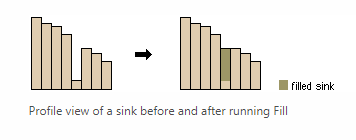 filled sink
Profile view of a sink before and after running Fill